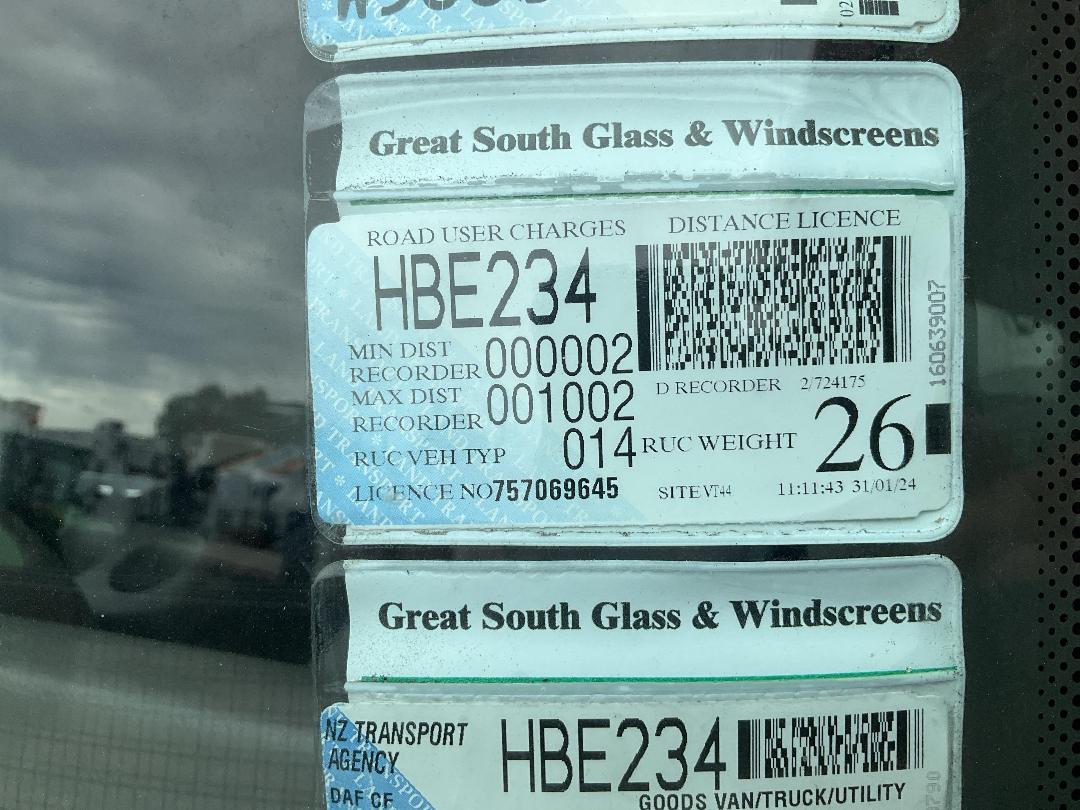 Great South Glass & Windscreens
ROAD USER CHARGES DISTANCE LICENCE
HBE234
MIN DIST
RECORDER 000002
160639007
MAX DIST
RECORDER 001002
D RECORDER 2/724175
RUC VEH TYP 014 RUC WEIGHT 26
LICENCE NO 757069645 SITE VT44 11:11:43 31/01/24
Great South Glass & Windscreens
NZ TRANSPORT
AGENCY
HBE234
DAF CF
GOODS VAN/TRUCK/UTILITY